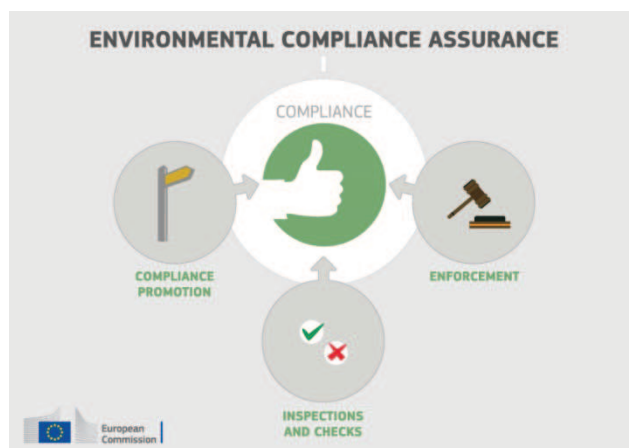 ENVIRONMENTAL COMPLIANCE ASSURANCE
COMPLIANCE
COMPLIANCE
PROMOTION
ENFORCEMENT
INSPECTIONS
AND CHECKS
European
Commission